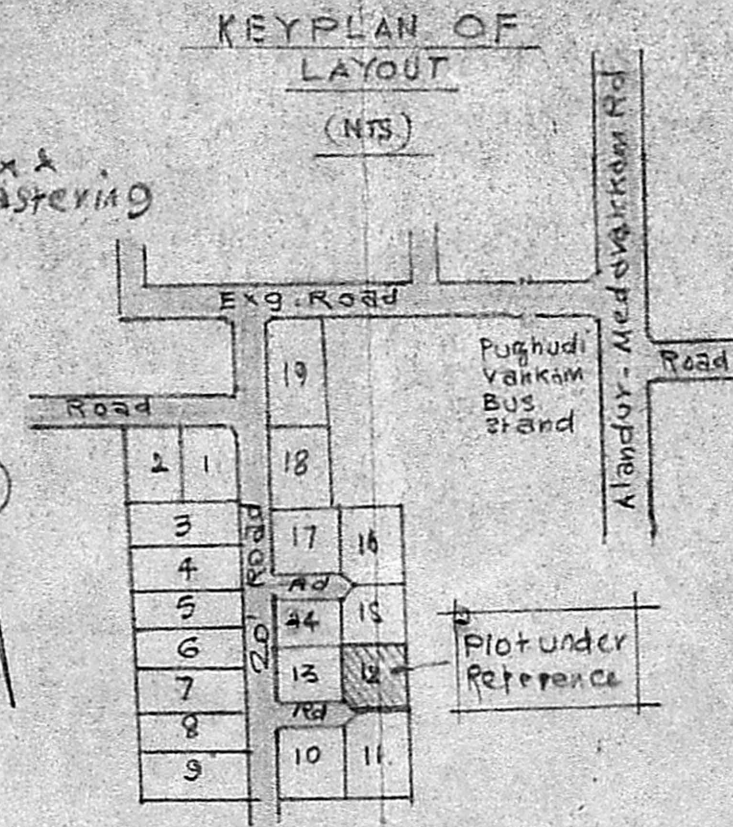 KEYPLAN OF
LAYOUT
(NTS)
Exg. Road
Alandur-Medavakkam Rd
Road
Purghudi
Vakkam
BUS
Stand
Road
19
18
2
1
3
4
5
6
7
8
9
20' ROAD
17
16
Rd
14
15
13
12
Rd
10
11
Plot under
Reference